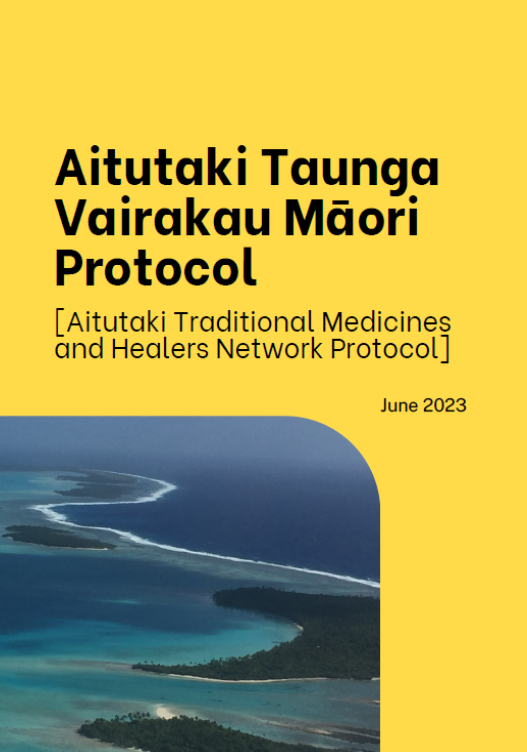 Aitutaki Taunga
Vairakau Māori
Protocol
[Aitutaki Traditional Medicines
and Healers Network Protocol]
June 2023